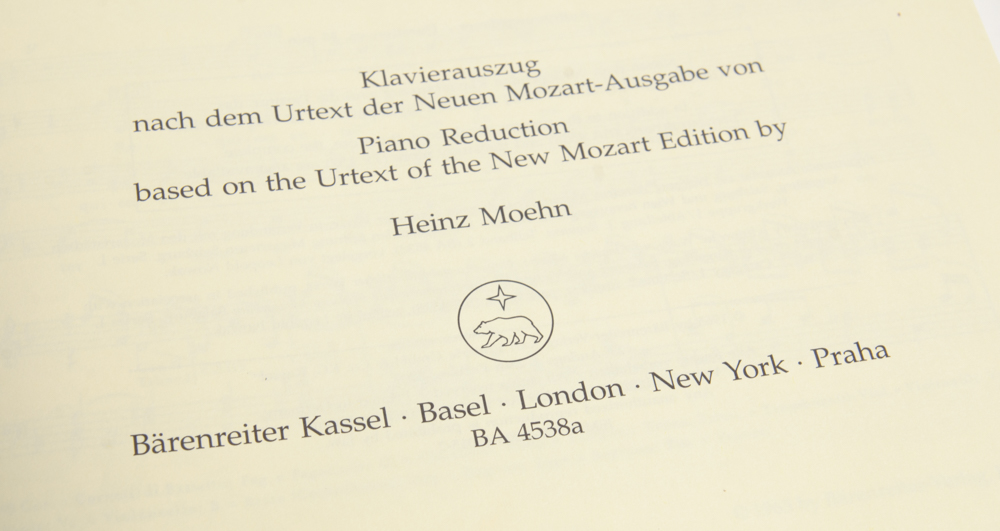 Klavierauszug
nach dem Urtext der Neuen Mozart-Ausgabe von
Piano Reduction
based on the Urtext of the New Mozart Edition by
Heinz Moehn
Bärenreiter Kassel · Basel · London · New York · Praha
BA 4538a